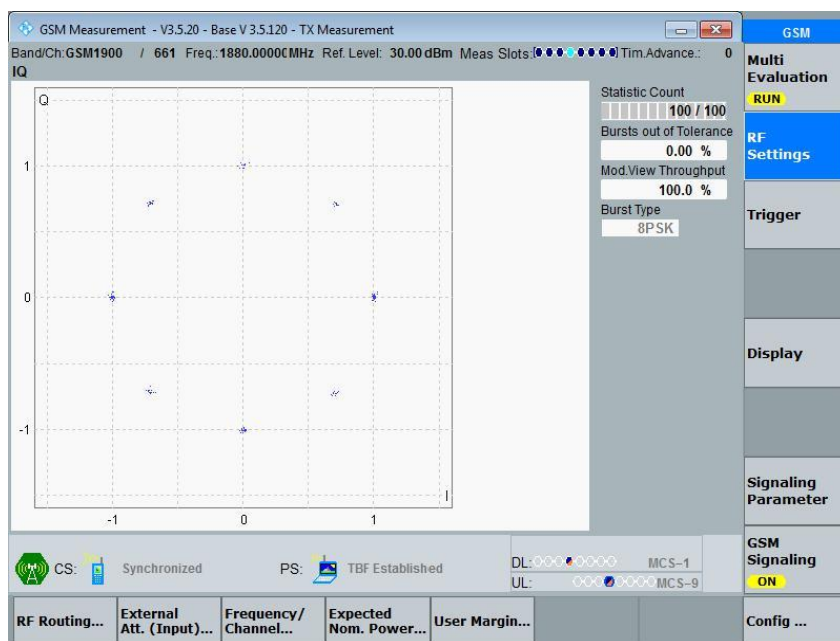 GSM Measurement - V3.5.20 - Base V 3.5.120 - TX Measurement
GSM
Band/Ch: GSM1900 / 661 Freq.: 1880.0000 MHz Ref. Level: 30.00 dBm Meas Slots: Tim.Advance.: 0
IQ
Multi
Evaluation
RUN
Q
Statistic Count
100 / 100
Bursts out of Tolerance
0.00 %
Mod.View Throughput
100.0 %
Burst Type
8PSK
RF
Settings
1
Trigger
0
Display
-1
I
-1 0 1
Signaling
Parameter
CS: Synchronized PS: TBF Established
DL: MCS-1
UL: MCS-9
GSM
Signaling
ON
RF Routing...
External
Att. (Input)...
Frequency/
Channel...
Expected
Nom. Power...
User Margin...
Config ...